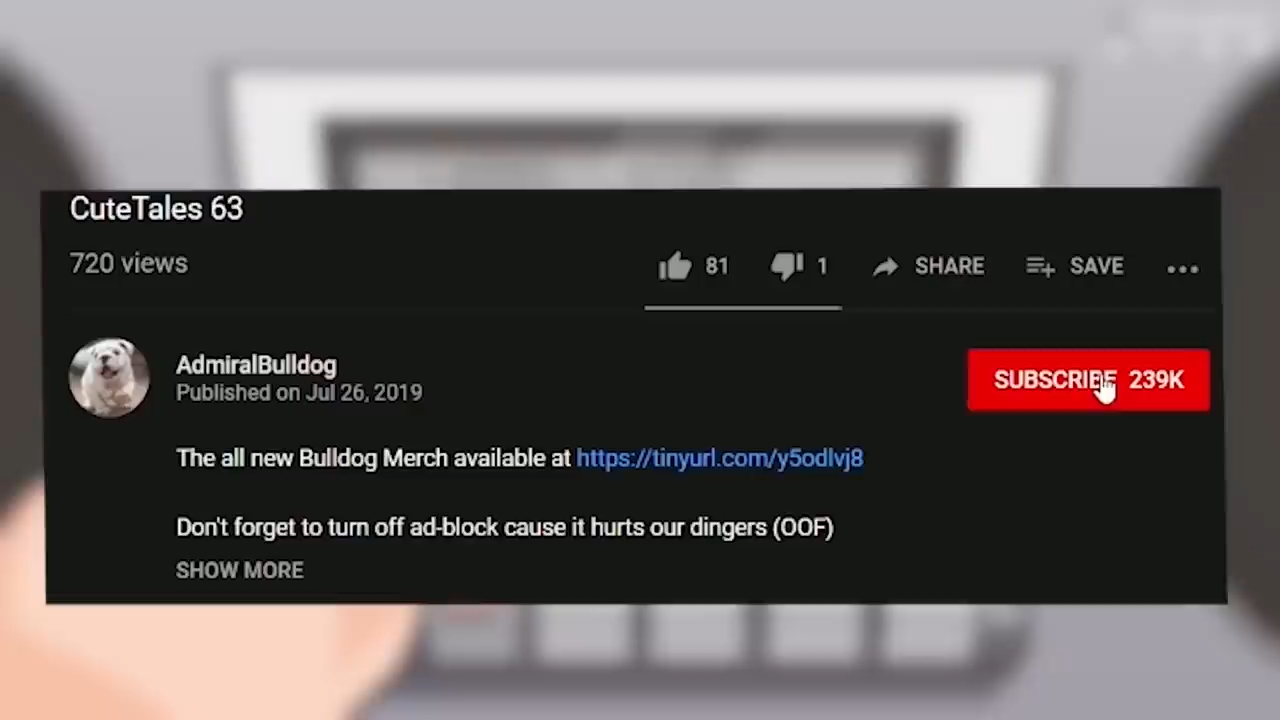 CuteTales 63
720 views
81 1 SHARE SAVE
AdmiralBulldog
SUBSCRIBE 239K
Published on Jul 26, 2019
The all new Bulldog Merch available at https://tinyurl.com/y5odlvj8
Don't forget to turn off ad-block cause it hurts our dingers (OOF)
SHOW MORE